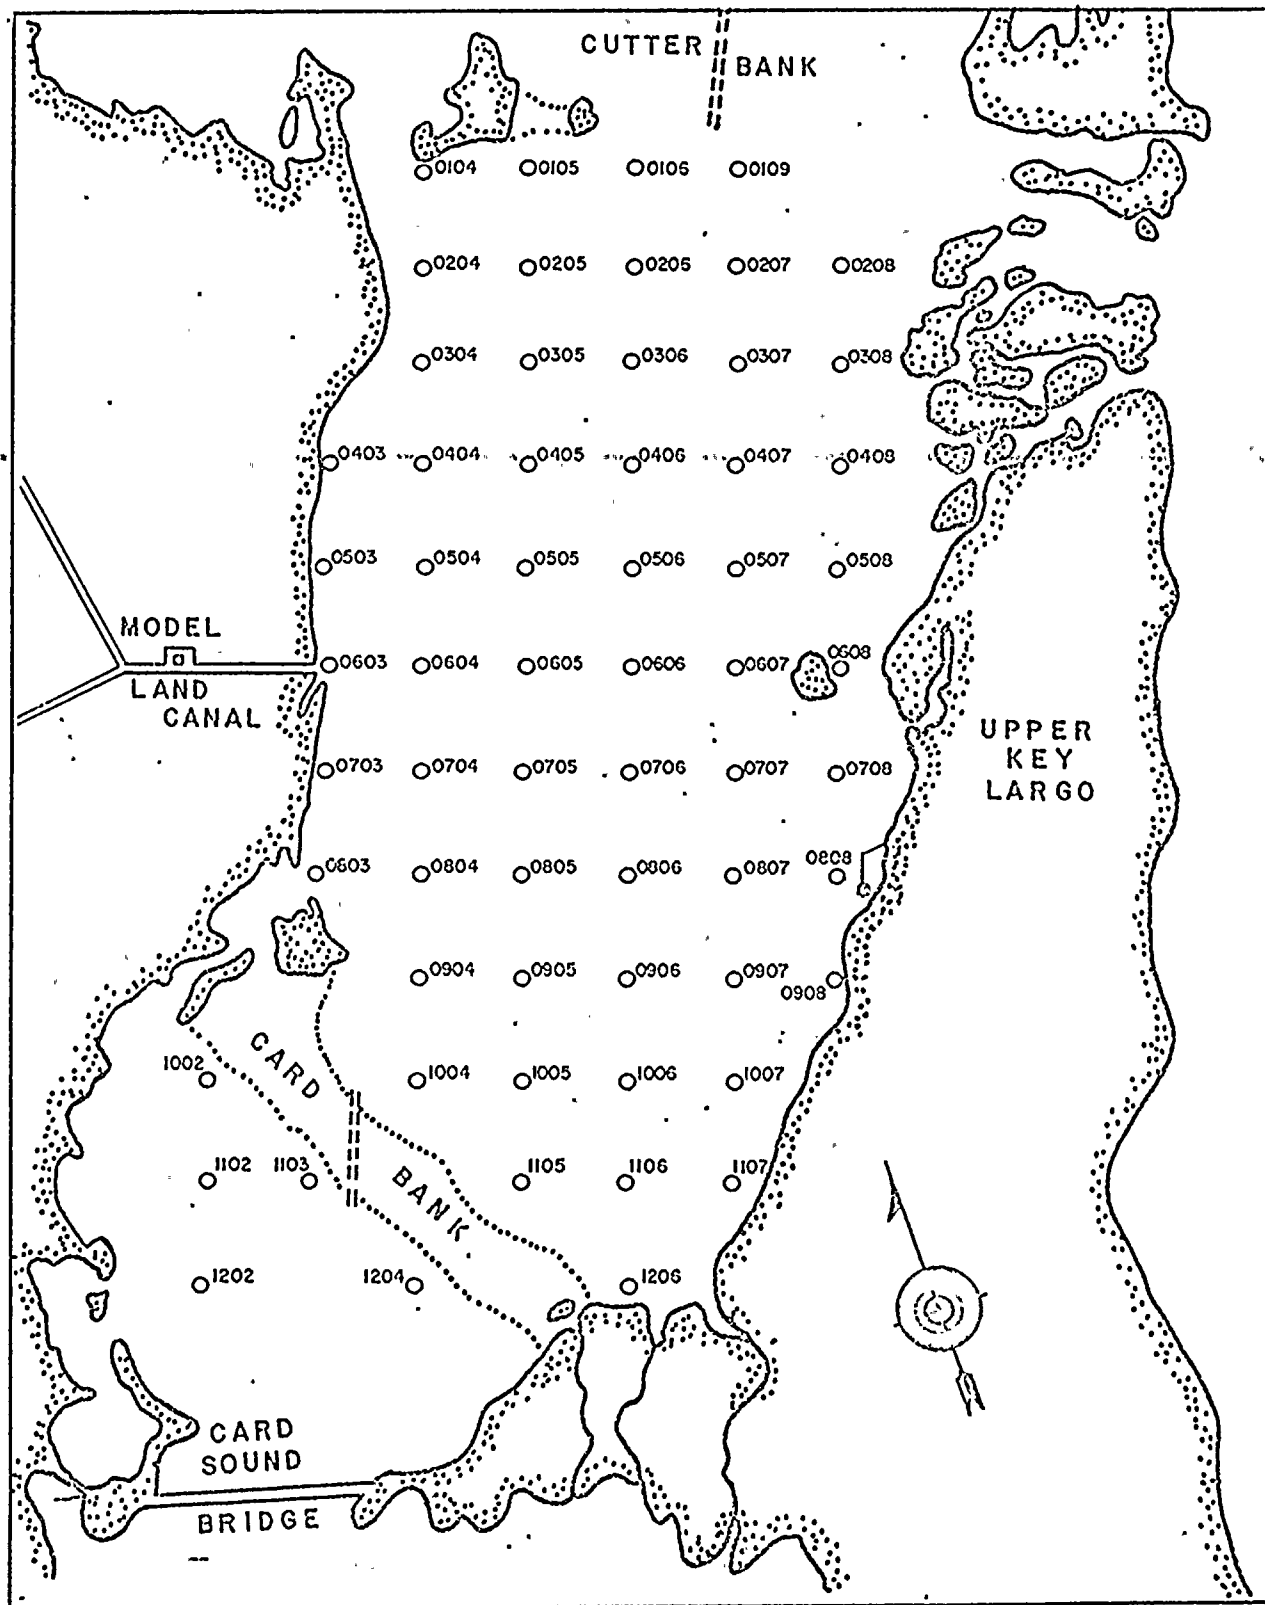 CUTTER
BANK
0104 0105 0106 0109
0204 0205 0206 0207 0208
0304 0305 0306 0307 0308
0403 0404 0405 0406 0407 0408
0503 0504 0505 0506 0507 0508
MODEL
LAND
CANAL
0603 0604 0605 0606 0607 0608
UPPER
KEY
LARGO
0703 0704 0705 0706 0707 0708
0803 0804 0805 0806 0807 0808
0904 0905 0906 0907 0908
CARD
BANK
1002 1004 1005 1006 1007
1102 1103 1105 1106 1107
1202 1204 1206
CARD
SOUND
BRIDGE
N